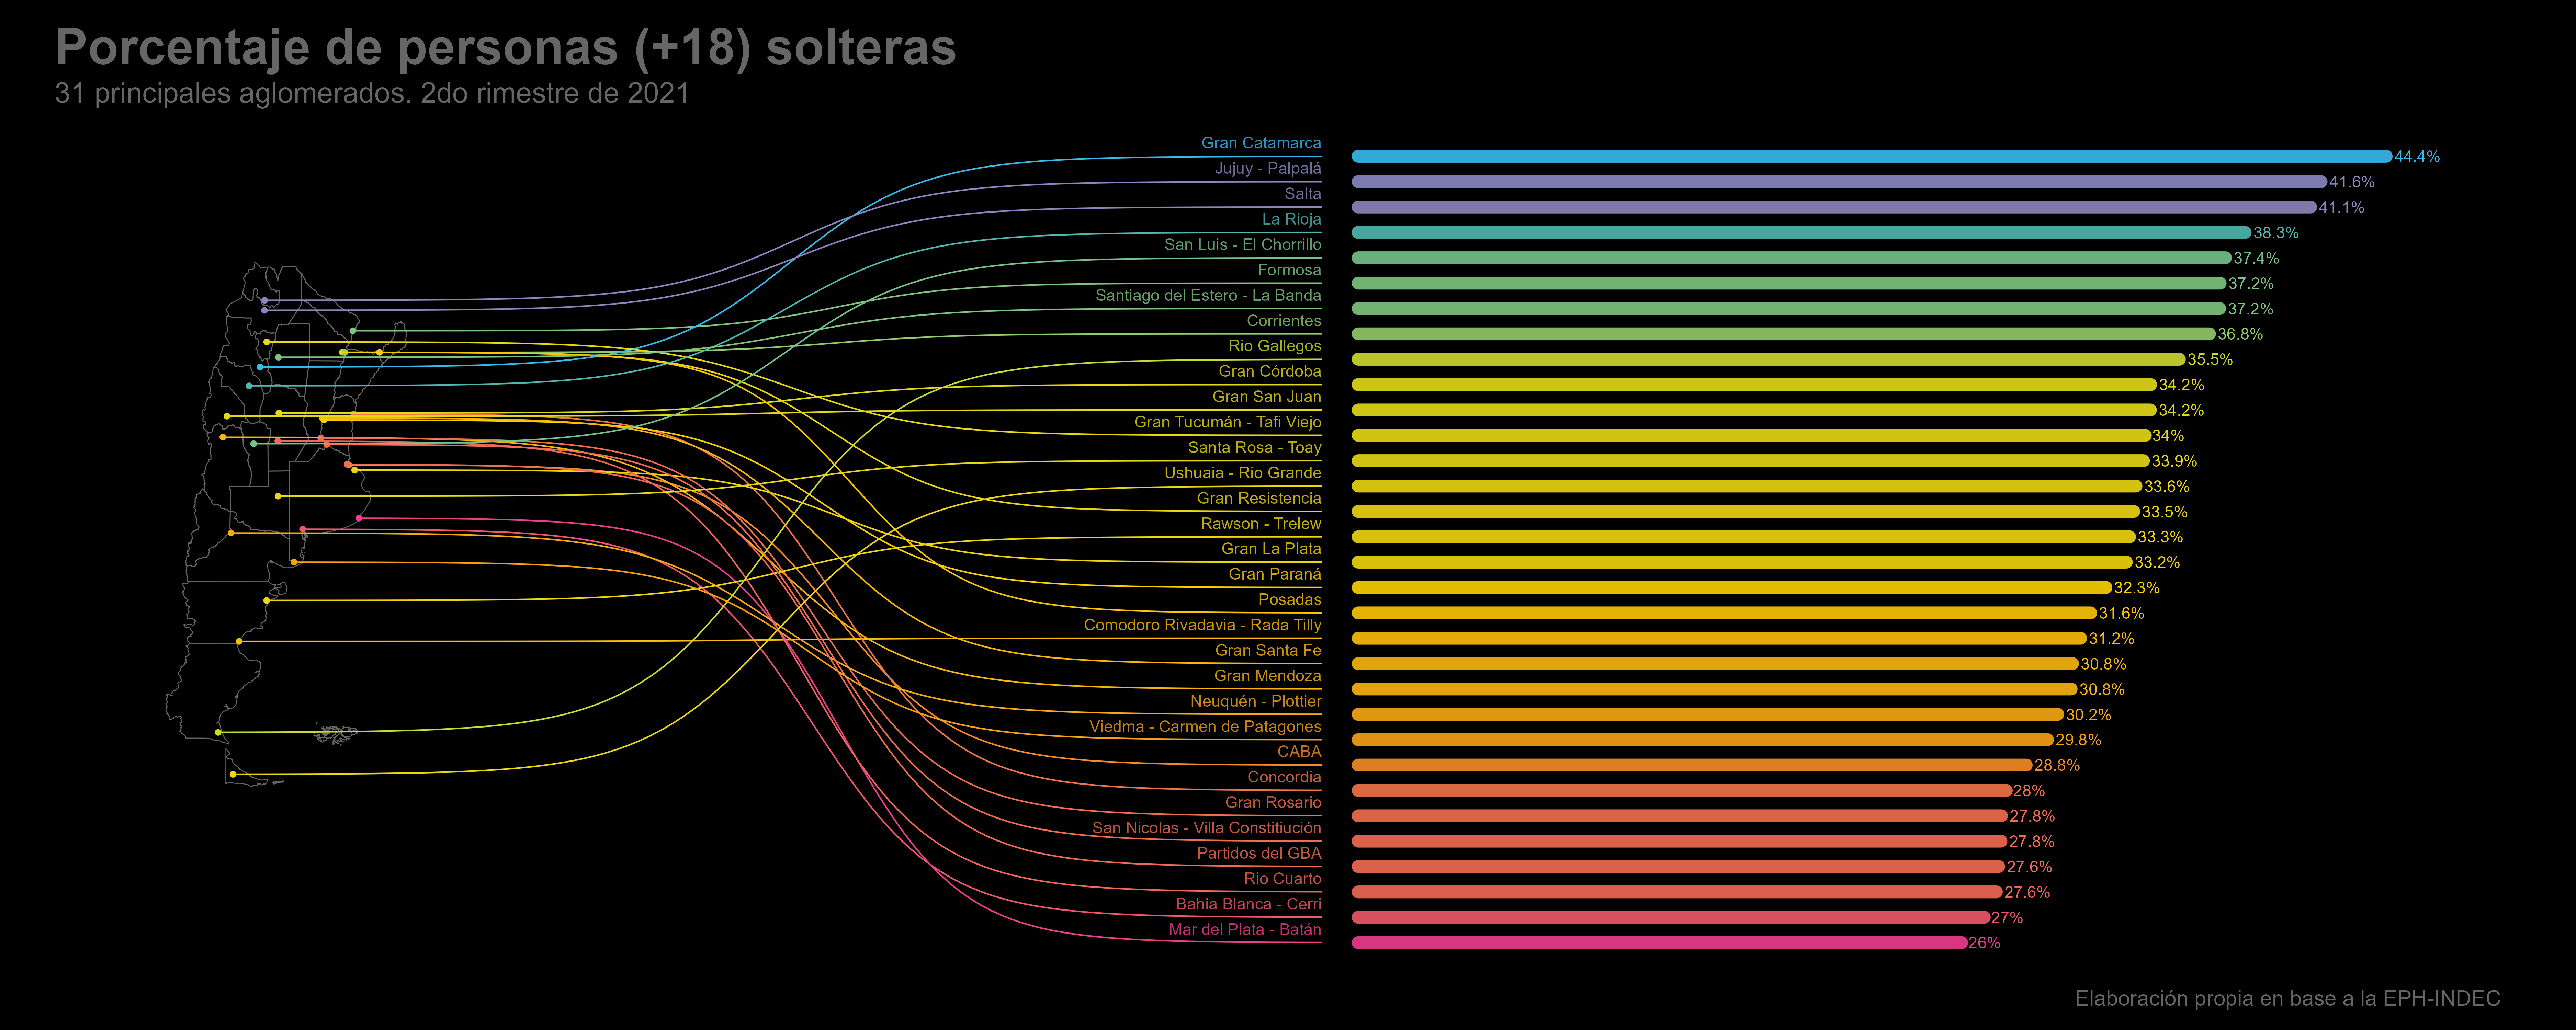 Porcentaje de personas (+18) solteras
31 principales aglomerados. 2do rimestre de 2021
Gran Catamarca 44.4%
Jujuy - Palpalá 41.6%
Salta 41.1%
La Rioja 38.3%
San Luis - El Chorrillo 37.4%
Formosa 37.2%
Santiago del Estero - La Banda 37.2%
Corrientes 36.8%
Rio Gallegos 35.5%
Gran Córdoba 34.2%
Gran San Juan 34.2%
Gran Tucumán - Tafi Viejo 34%
Santa Rosa - Toay 33.9%
Ushuaia - Rio Grande 33.6%
Gran Resistencia 33.5%
Rawson - Trelew 33.3%
Gran La Plata 33.2%
Gran Paraná 32.3%
Posadas 31.6%
Comodoro Rivadavia - Rada Tilly 31.2%
Gran Santa Fe 30.8%
Gran Mendoza 30.8%
Neuquén - Plottier 30.2%
Viedma - Carmen de Patagones 29.8%
CABA 28.8%
Concordia 28%
Gran Rosario 27.8%
San Nicolas - Villa Constitiución 27.8%
Partidos del GBA 27.6%
Rio Cuarto 27.6%
Bahia Blanca - Cerri 27%
Mar del Plata - Batán 26%
Elaboración propia en base a la EPH-INDEC